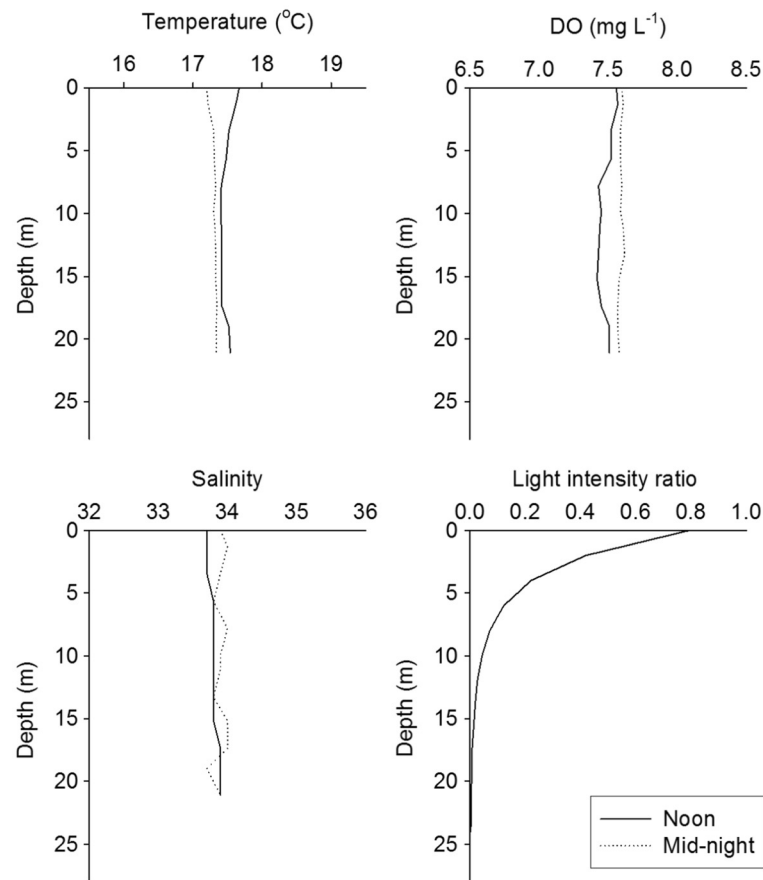 Temperature (°C)
16 17 18 19
0
5
10
15
20
25
Depth (m)
DO (mg L⁻¹)
6.5 7.0 7.5 8.0 8.5
0
5
10
15
20
25
Depth (m)
Salinity
32 33 34 35 36
0
5
10
15
20
25
Depth (m)
Light intensity ratio
0.0 0.2 0.4 0.6 0.8 1.0
0
5
10
15
20
25
Depth (m)
Noon
Mid-night